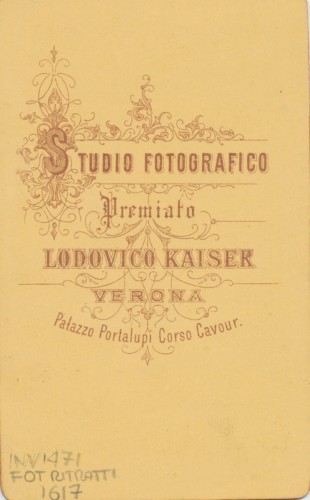 STUDIO FOTOGRAFICO
Premiato
LODOVICO KAISER
VERONA
Palazzo Portalupi Corso Cavour.
INV1471
FOT RITRATTI
1617